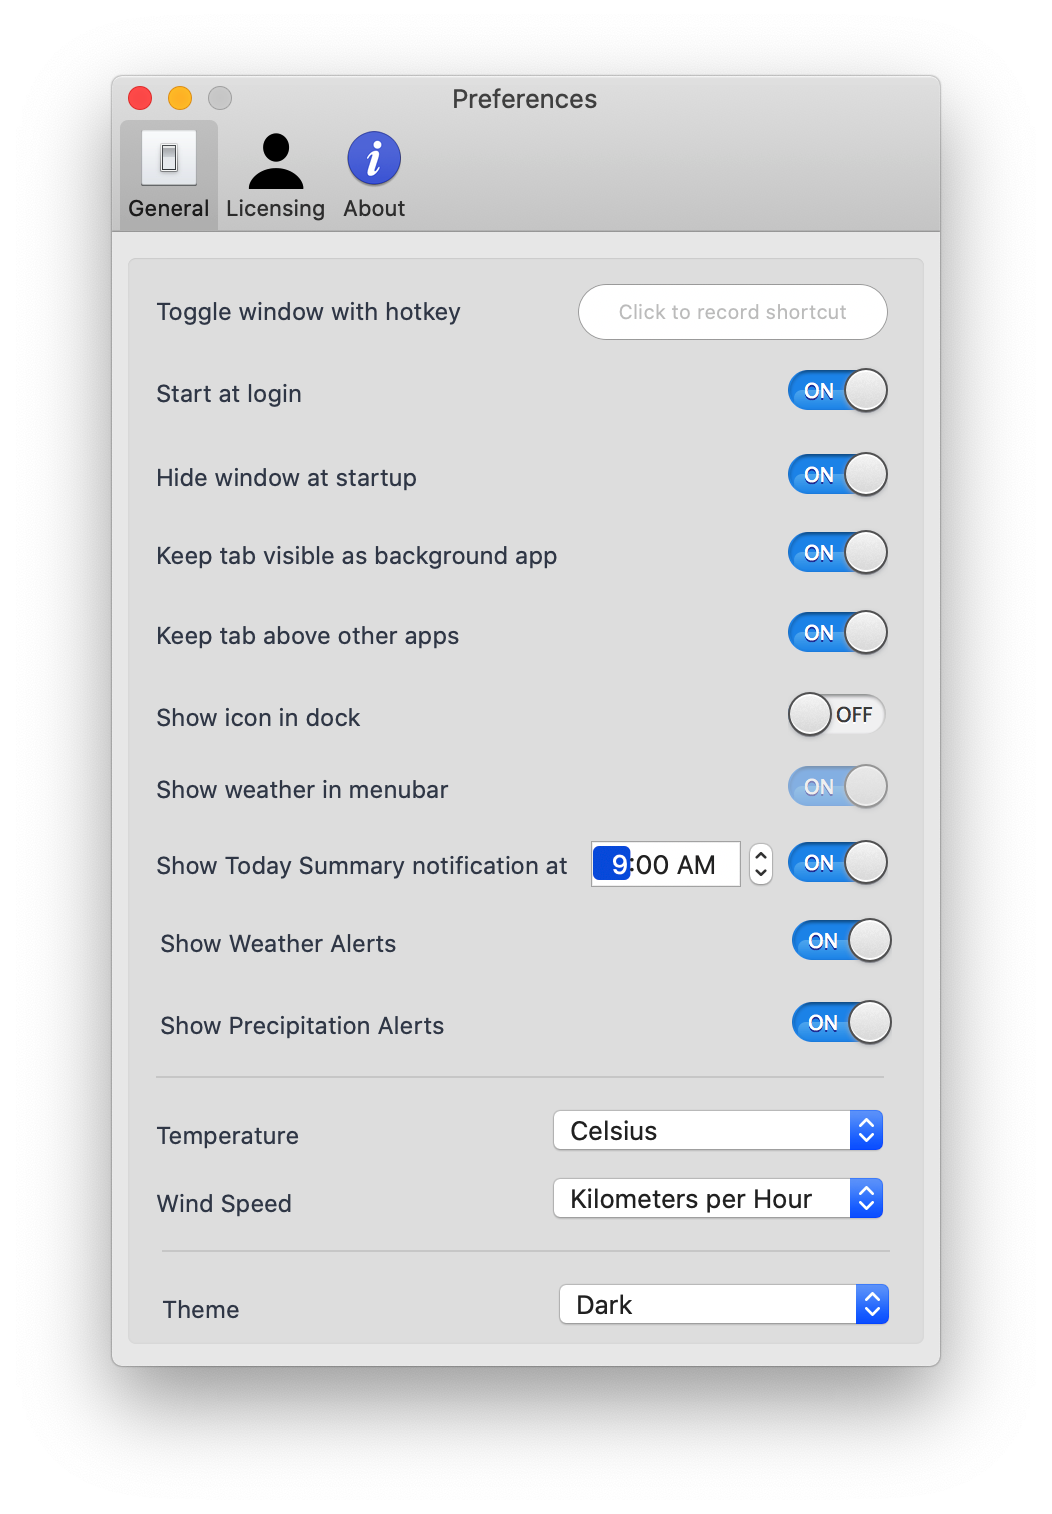 Preferences
General Licensing About
Toggle window with hotkey Click to record shortcut
Start at login ON
Hide window at startup ON
Keep tab visible as background app ON
Keep tab above other apps ON
Show icon in dock OFF
Show weather in menubar ON
Show Today Summary notification at 9:00 AM ON
Show Weather Alerts ON
Show Precipitation Alerts ON
Temperature Celsius
Wind Speed Kilometers per Hour
Theme Dark